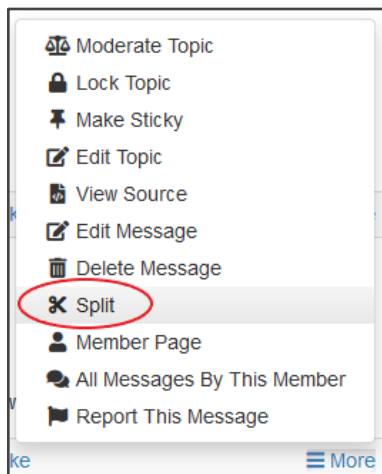 Moderate Topic
Lock Topic
Make Sticky
Edit Topic
View Source
Edit Message
Delete Message
Split
Member Page
All Messages By This Member
Report This Message
ke More